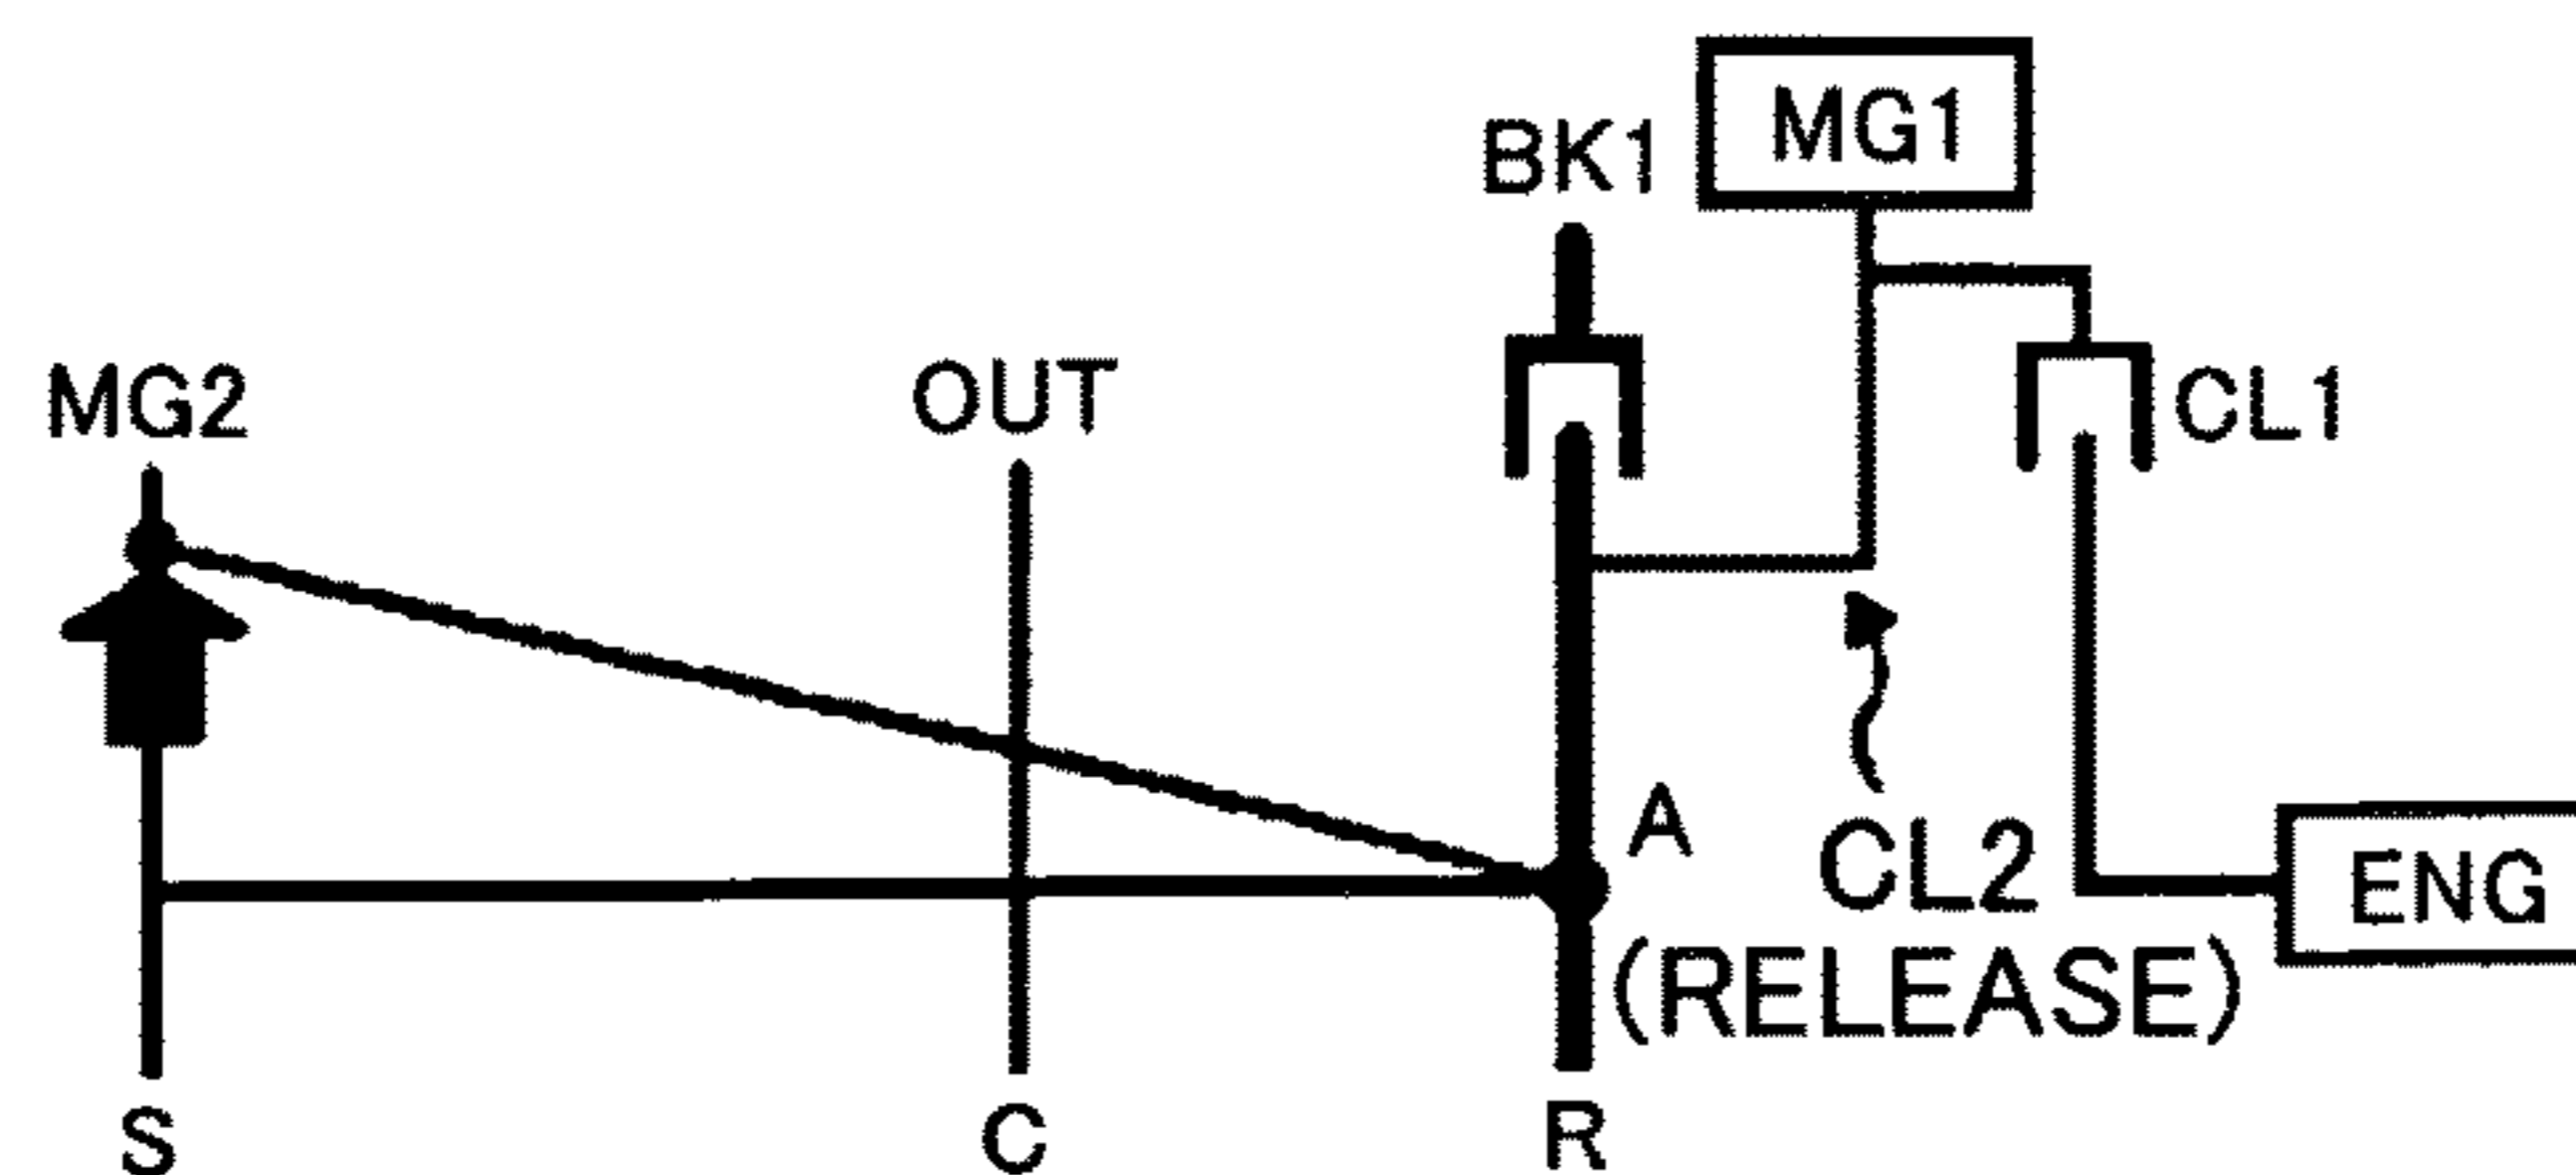 MG1
BK1
MG2
OUT
CL1
A
CL2
(RELEASE)
ENG
S
C
R